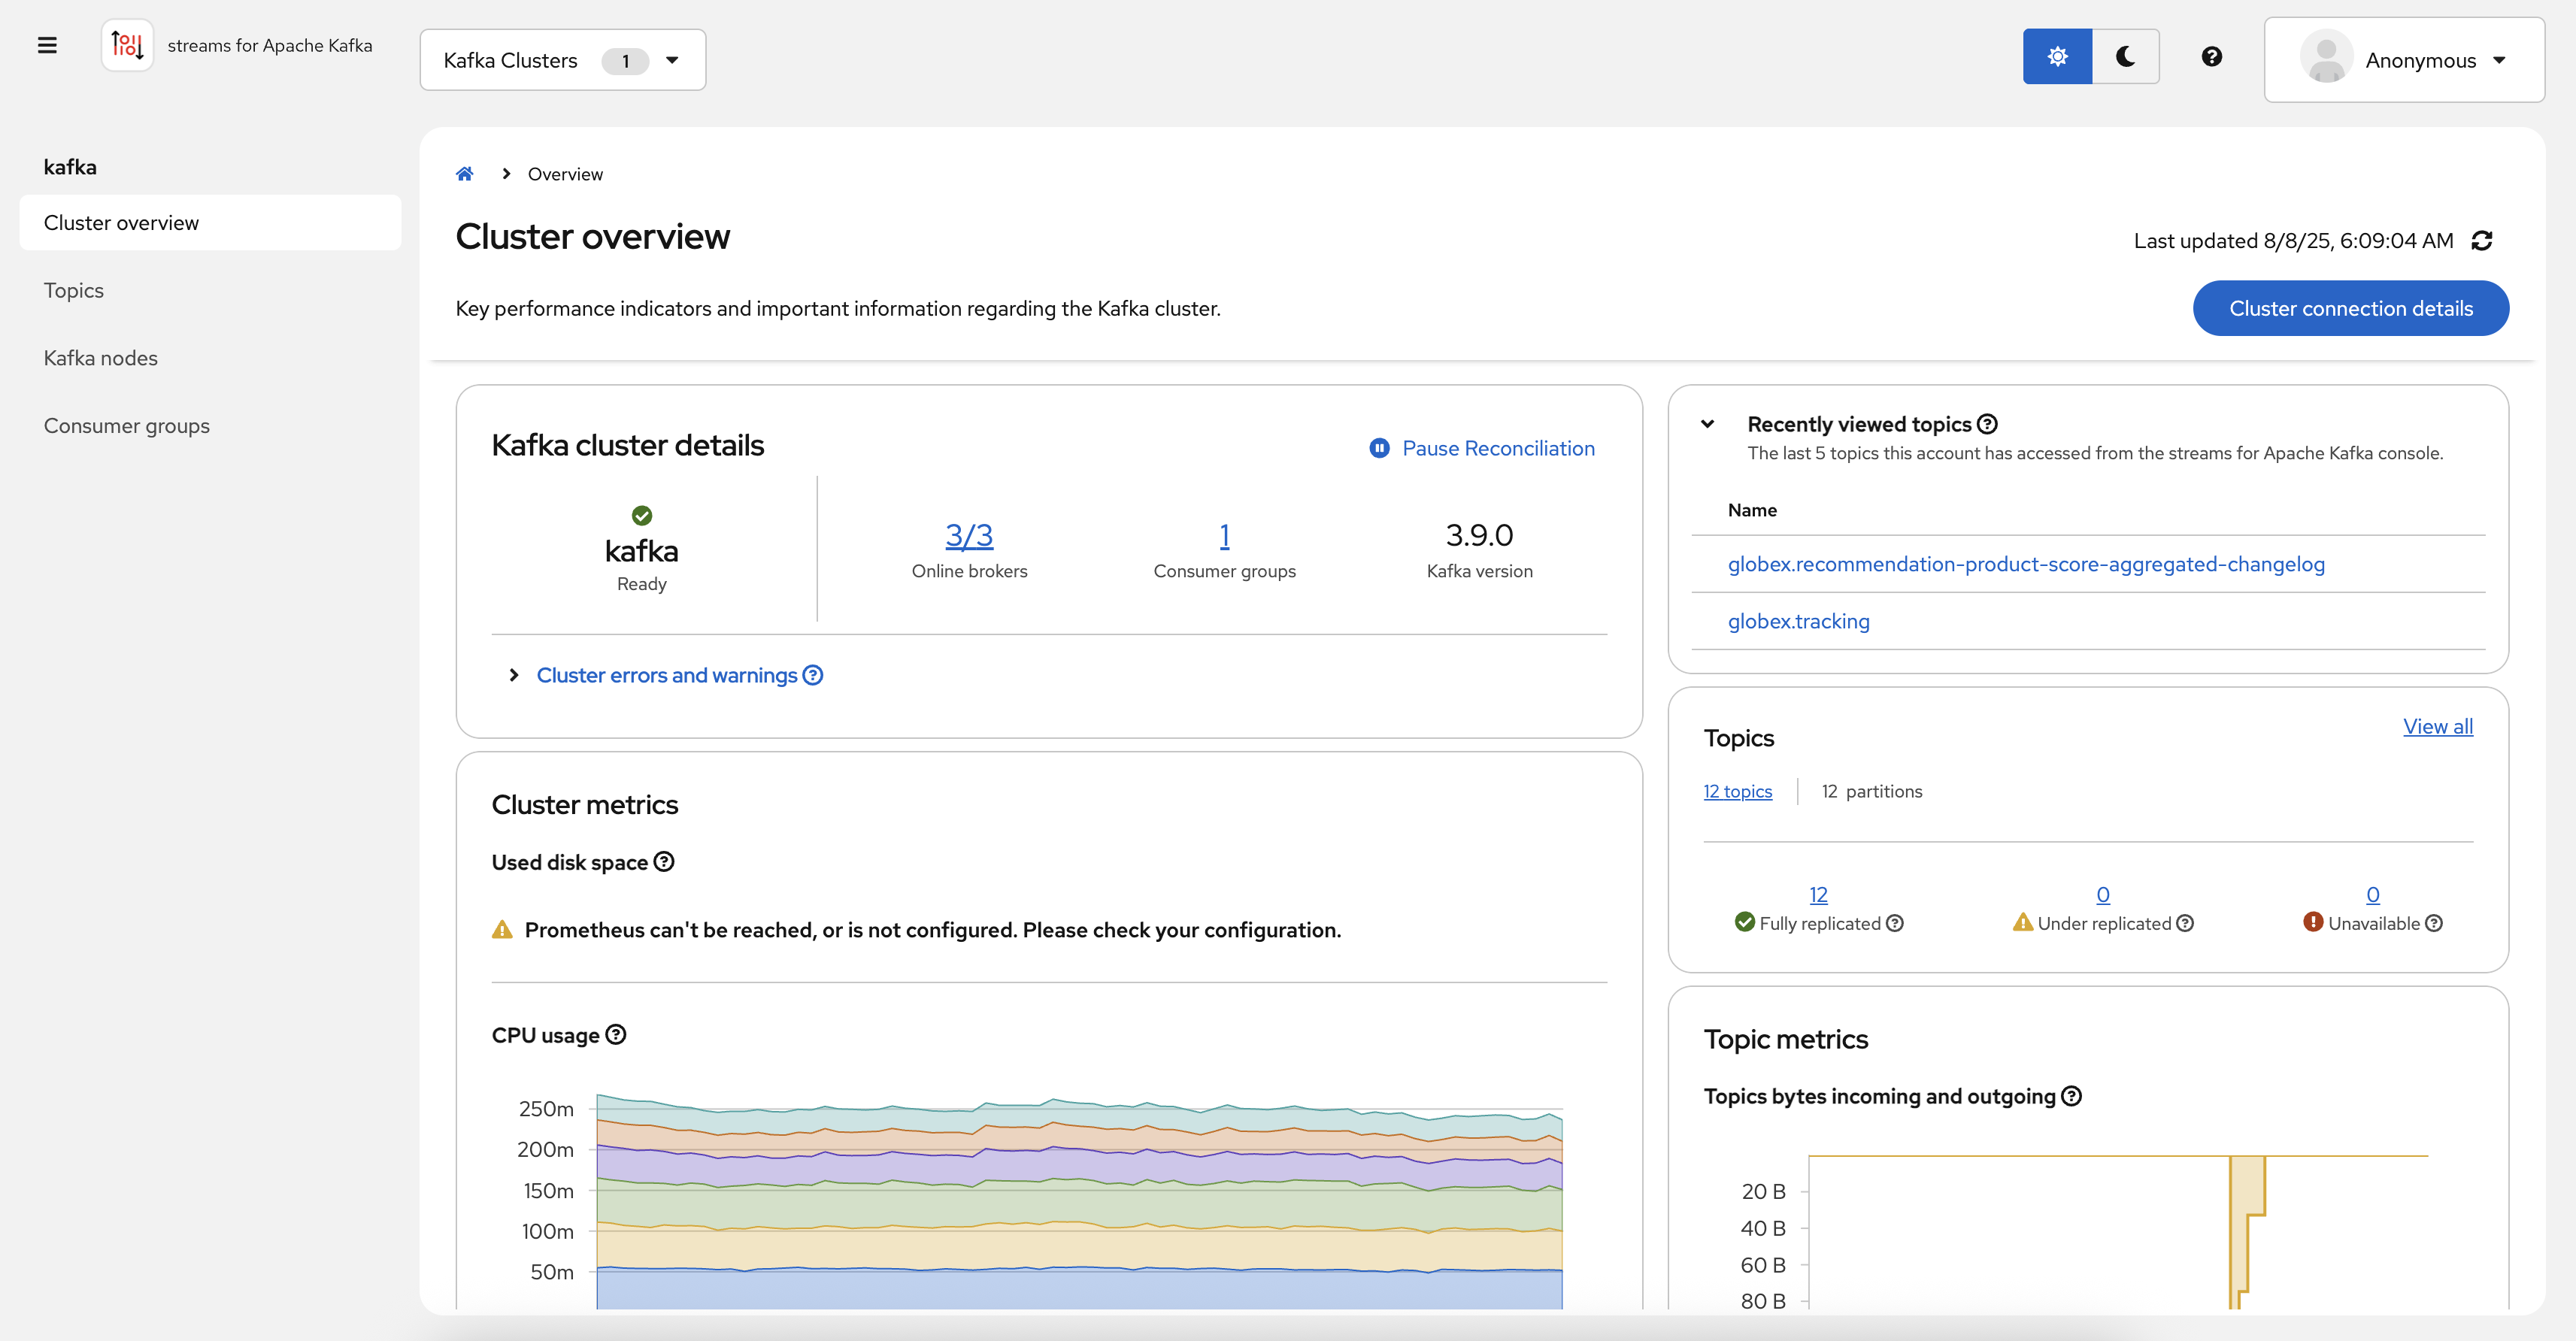 streams for Apache Kafka
Kafka Clusters 1
Anonymous
kafka
Cluster overview
Topics
Kafka nodes
Consumer groups
Overview
Cluster overview
Last updated 8/8/25, 6:09:04 AM
Key performance indicators and important information regarding the Kafka cluster.
Cluster connection details
Kafka cluster details
Pause Reconciliation
kafka
Ready
3/3
Online brokers
1
Consumer groups
3.9.0
Kafka version
Cluster errors and warnings
Cluster metrics
Used disk space
Prometheus can't be reached, or is not configured. Please check your configuration.
CPU usage
250m
200m
150m
100m
50m
Recently viewed topics
The last 5 topics this account has accessed from the streams for Apache Kafka console.
Name
globex.recommendation-product-score-aggregated-changelog
globex.tracking
Topics
View all
12 topics
12 partitions
12
Fully replicated
0
Under replicated
0
Unavailable
Topic metrics
Topics bytes incoming and outgoing
20 B
40 B
60 B
80 B